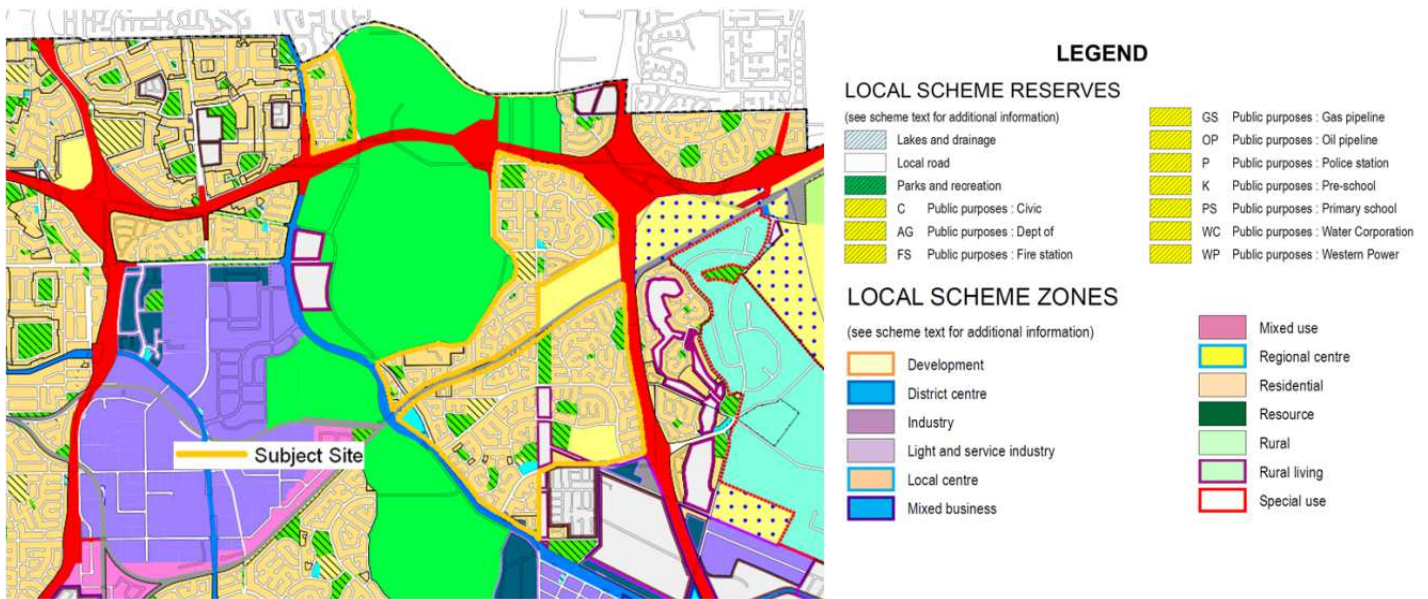 Subject Site
LEGEND
LOCAL SCHEME RESERVES
(see scheme text for additional information)
Lakes and drainage
Local road
Parks and recreation
C Public purposes : Civic
AG Public purposes : Dept of
FS Public purposes : Fire station
GS Public purposes : Gas pipeline
OP Public purposes : Oil pipeline
P Public purposes : Police station
K Public purposes : Pre-school
PS Public purposes : Primary school
WC Public purposes : Water Corporation
WP Public purposes : Western Power
LOCAL SCHEME ZONES
(see scheme text for additional information)
Development
District centre
Industry
Light and service industry
Local centre
Mixed business
Mixed use
Regional centre
Residential
Resource
Rural
Rural living
Special use